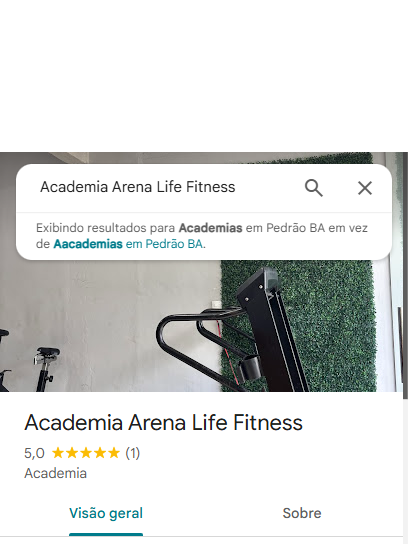 Academia Arena Life Fitness
Exibindo resultados para Academias em Pedrão BA em vez
de Aacademias em Pedrão BA.
Academia Arena Life Fitness
5,0 (1)
Academia
Visão geral Sobre